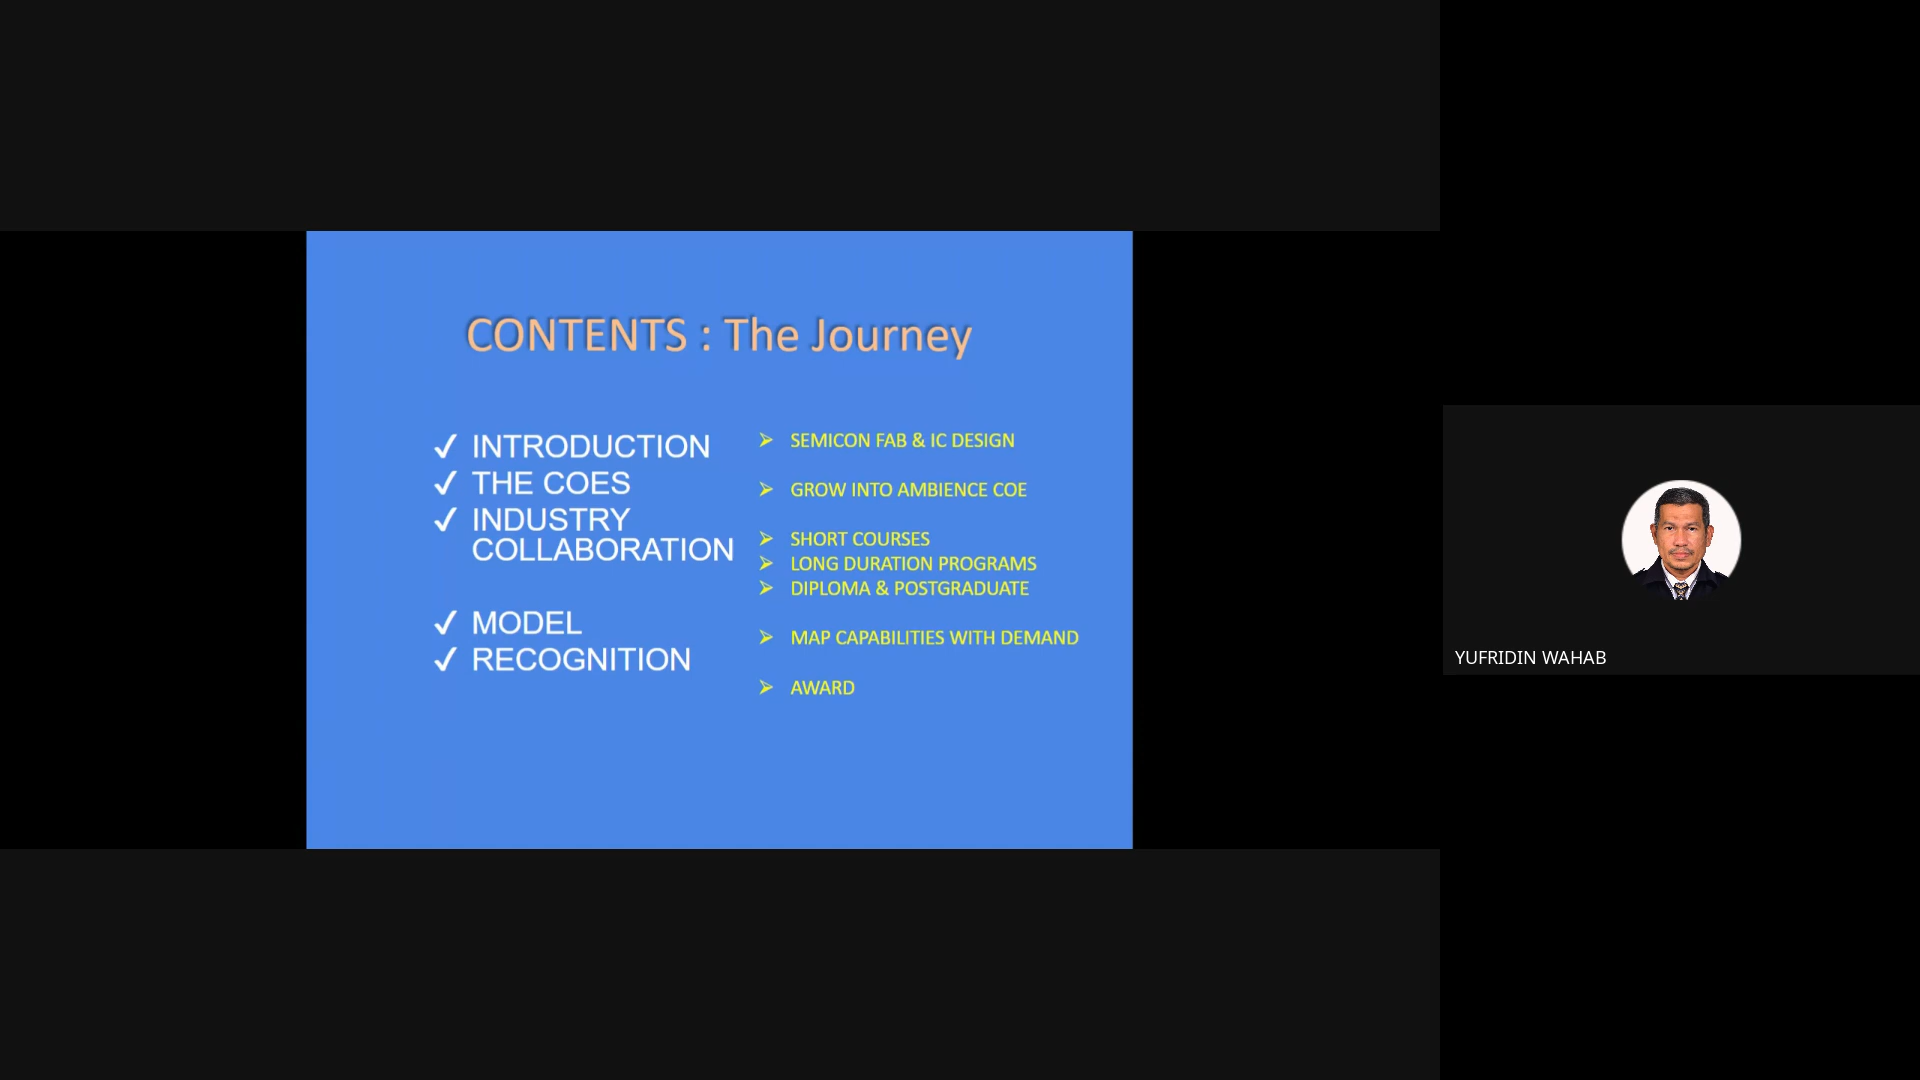 CONTENTS : The Journey
✓ INTRODUCTION
✓ THE COES
✓ INDUSTRY
COLLABORATION
✓ MODEL
✓ RECOGNITION
➢ SEMICON FAB & IC DESIGN
➢ GROW INTO AMBIENCE COE
➢ SHORT COURSES
➢ LONG DURATION PROGRAMS
➢ DIPLOMA & POSTGRADUATE
➢ MAP CAPABILITIES WITH DEMAND
➢ AWARD
YUFRIDIN WAHAB